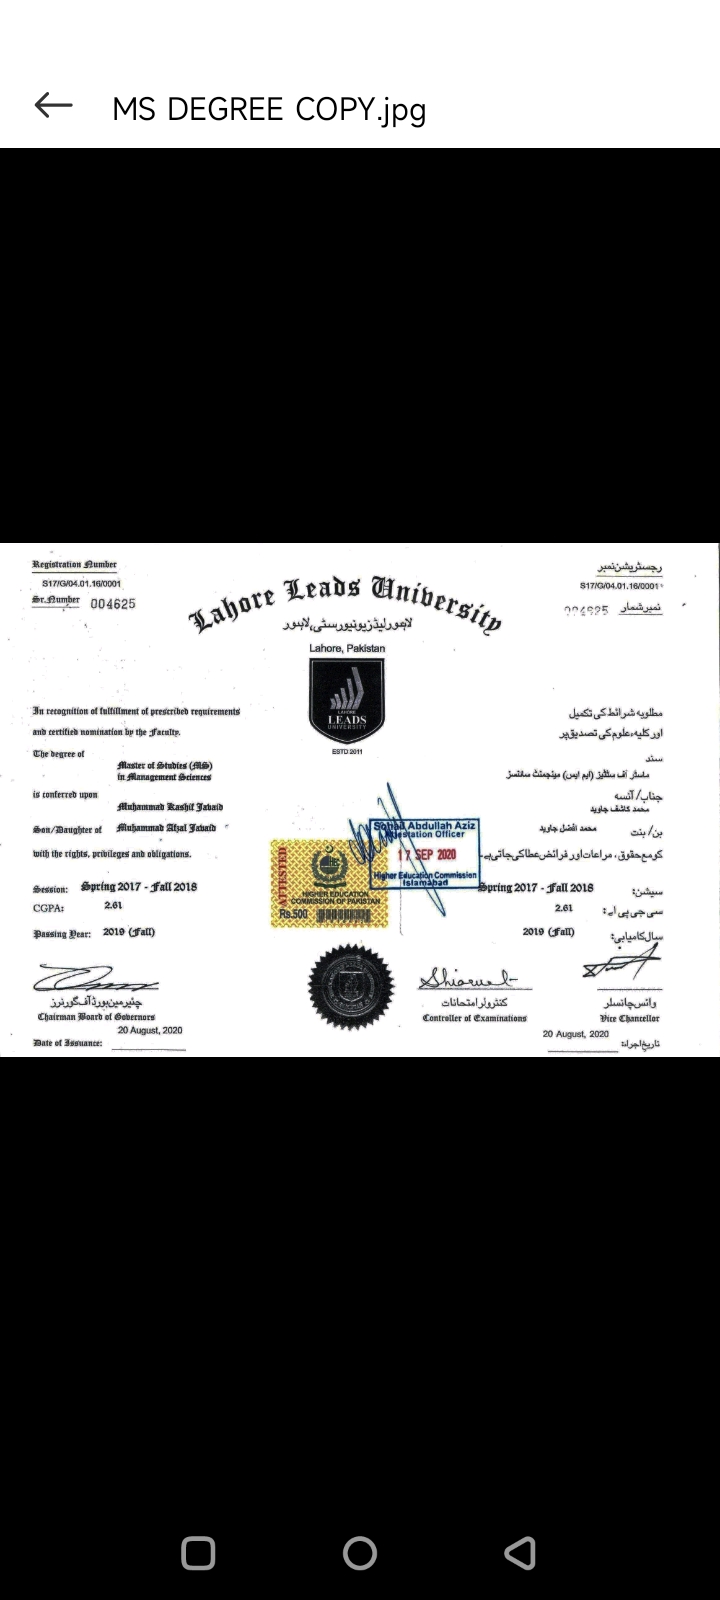 MS DEGREE COPY.jpg
Registration Number
S17/G/04.01.16/0001
Sr.Number 004625
رجسٹریشن نمبر
S17/G/04.01.16/0001
نمبر شمار
Lahore Leads University
لاہور لیڈز یونیورسٹی، لاہور
Lahore, Pakistan
LAHORE
LEADS
UNIVERSITY
ESTD 2011
In recognition of fulfillment of prescribed requirements
and certified nomination by the Faculty.
The degree of
Master of Studies (MS)
in Management Sciences
is conferred upon
Muhammad Kashif Javaid
Son/Daughter of Muhammad Afzal Javaid
with the rights, privileges and obligations.
Session: Spring 2017 - Fall 2018
CGPA: 2.61
Passing Year: 2019 (Fall)
مطلوبہ شرائط کی تکمیل
اور کلیہ علوم کی تصدیق پر
سند
ماسٹر آف سٹڈیز (ایم ایس) مینجمنٹ سائنسز
جناب/آنسہ
محمد کاشف جاوید
بن/بنت محمد افضل جاوید
کو مع حقوق، مراعات اور فرائض عطا کی جاتی ہے۔
سیشن: Spring 2017 - Fall 2018
سی جی پی اے: 2.61
سال کامیابی: 2019 (Fall)
ATTESTED
HIGHER EDUCATION
COMMISSION OF PAKISTAN
Rs.500
Sohail Abdullah Aziz
Attestation Officer
17 SEP 2020
Higher Education Commission
Islamabad
چیئرمین بورڈ آف گورنرز
Chairman Board of Governors
کنٹرولر امتحانات
Controller of Examinations
وائس چانسلر
Vice Chancellor
20 August, 2020
Date of Issuance:
20 August, 2020
تاریخ اجراء: